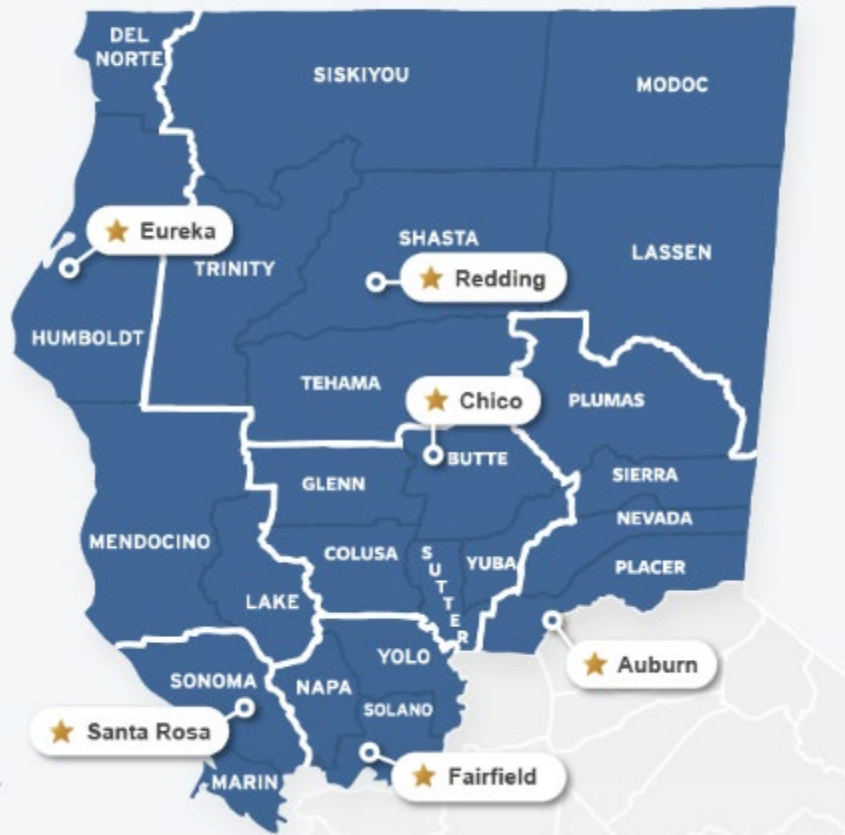 DEL
NORTE
SISKIYOU
MODOC
Eureka
SHASTA
LASSEN
TRINITY
Redding
HUMBOLDT
TEHAMA
Chico
PLUMAS
BUTTE
GLENN
SIERRA
NEVADA
MENDOCINO
COLUSA
SUTTER
YUBA
PLACER
LAKE
YOLO
Auburn
SONOMA
NAPA
SOLANO
Santa Rosa
MARIN
Fairfield